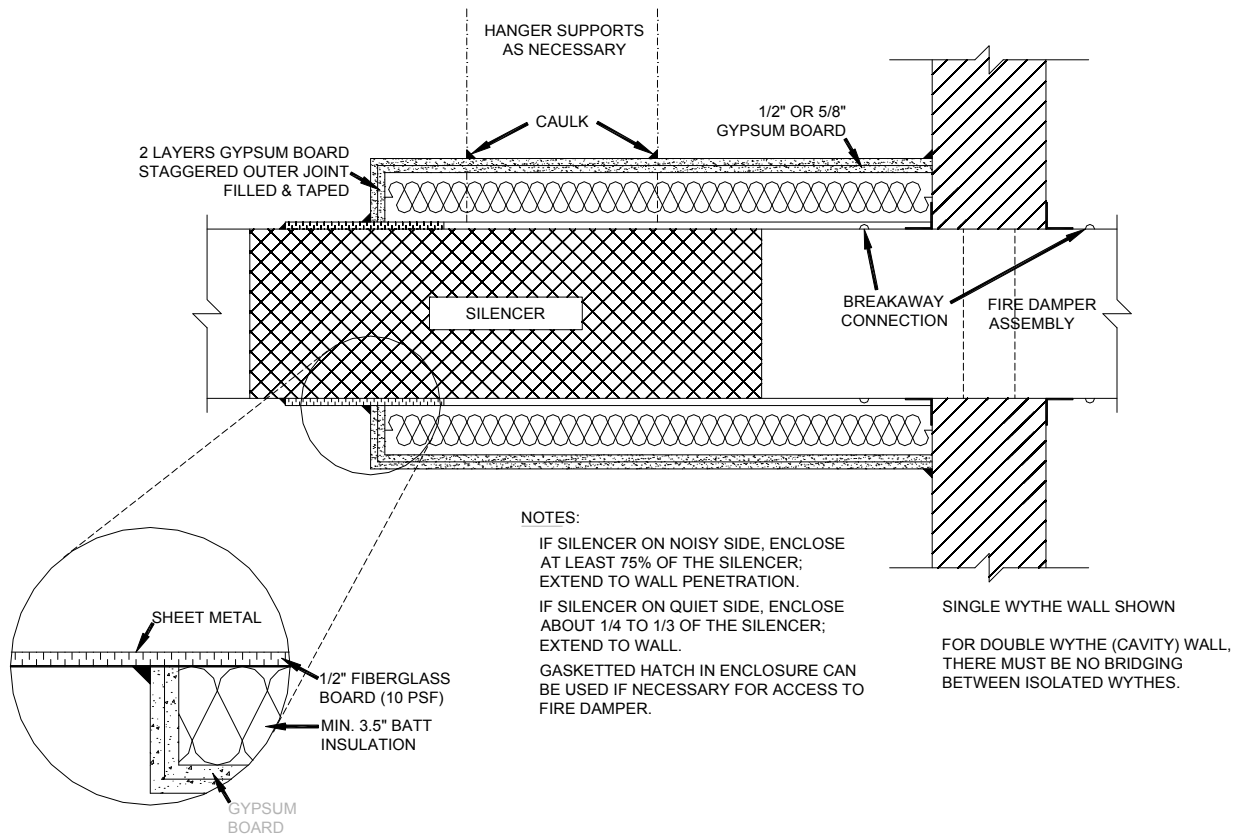 HANGER SUPPORTS
AS NECESSARY
CAULK
1/2" OR 5/8"
GYPSUM BOARD
2 LAYERS GYPSUM BOARD
STAGGERED OUTER JOINT
FILLED & TAPED
SILENCER
BREAKAWAY
CONNECTION
FIRE DAMPER
ASSEMBLY
NOTES:
IF SILENCER ON NOISY SIDE, ENCLOSE
AT LEAST 75% OF THE SILENCER;
EXTEND TO WALL PENETRATION.
IF SILENCER ON QUIET SIDE, ENCLOSE
ABOUT 1/4 TO 1/3 OF THE SILENCER;
EXTEND TO WALL.
GASKETTED HATCH IN ENCLOSURE CAN
BE USED IF NECESSARY FOR ACCESS TO
FIRE DAMPER.
SINGLE WYTHE WALL SHOWN
FOR DOUBLE WYTHE (CAVITY) WALL,
THERE MUST BE NO BRIDGING
BETWEEN ISOLATED WYTHES.
SHEET METAL
1/2" FIBERGLASS
BOARD (10 PSF)
MIN. 3.5" BATT
INSULATION
GYPSUM
BOARD